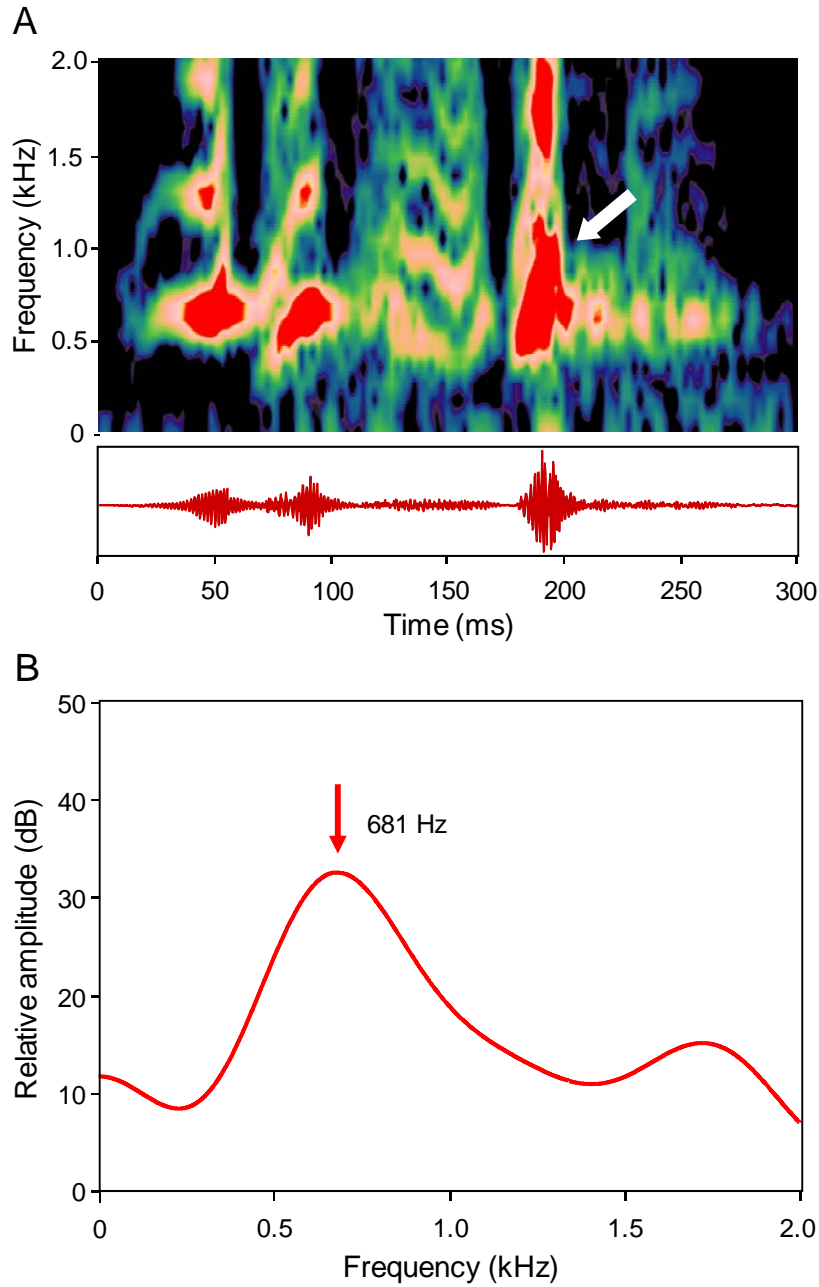 A
2.0
1.5
1.0
0.5
0
Frequency (kHz)
0 50 100 150 200 250 300
Time (ms)
B
50
40
30
20
10
0
Relative amplitude (dB)
681 Hz
0 0.5 1.0 1.5 2.0
Frequency (kHz)